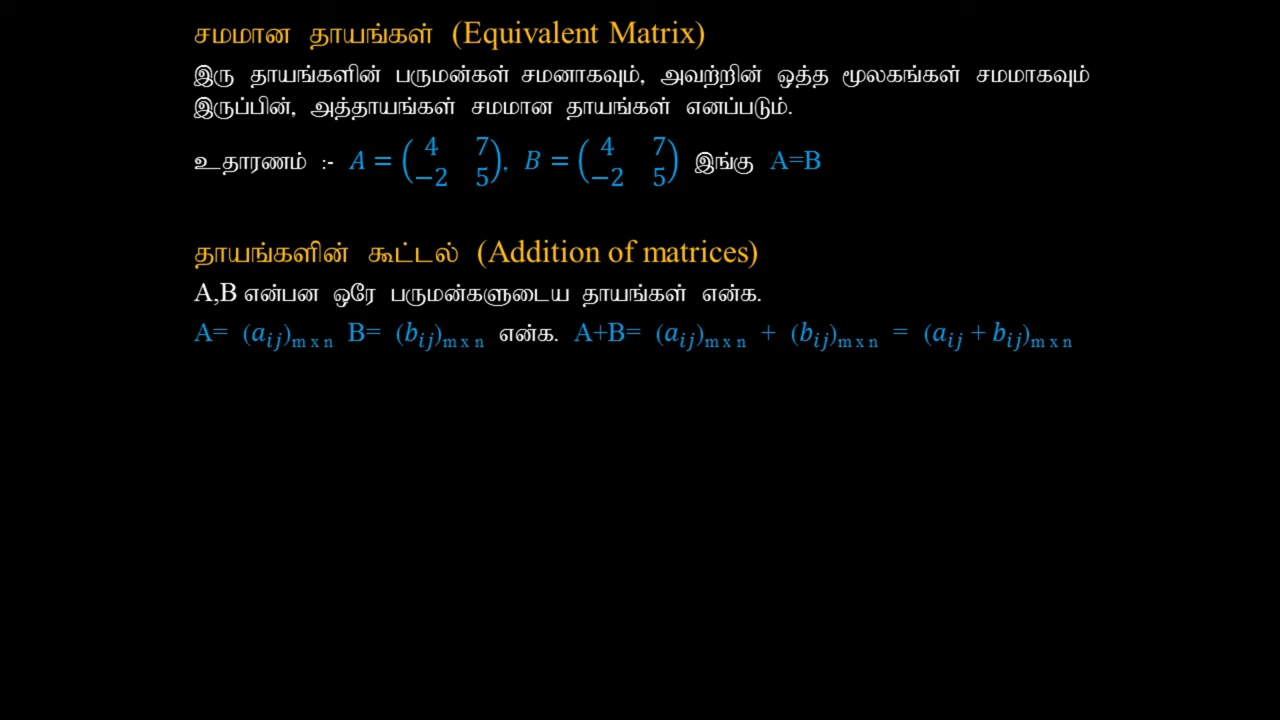 சமமான தாயங்கள் (Equivalent Matrix)
இரு தாயங்களின் பருமன்கள் சமனாகவும், அவற்றின் ஒத்த மூலகங்கள் சமமாகவும்
இருப்பின், அத்தாயங்கள் சமமான தாயங்கள் எனப்படும்.
உதாரணம் :- A = (4 7 −2 5), B = (4 7 −2 5) இங்கு A=B
தாயங்களின் கூட்டல் (Addition of matrices)
A,B என்பன ஒரே பருமன்களுடைய தாயங்கள் என்க.
A= (aᵢⱼ)m x n B= (bᵢⱼ)m x n என்க. A+B= (aᵢⱼ)m x n + (bᵢⱼ)m x n = (aᵢⱼ + bᵢⱼ)m x n